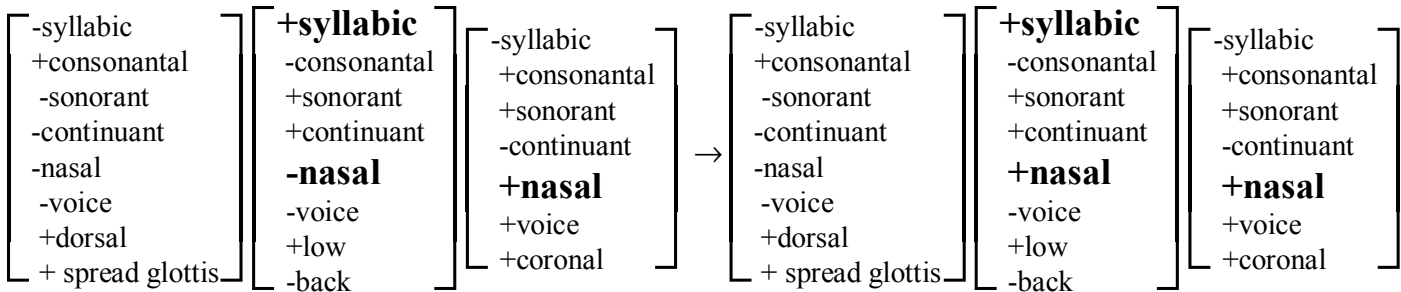 -syllabic
+consonantal
-sonorant
-continuant
-nasal
-voice
+dorsal
+ spread glottis
+syllabic
-consonantal
+sonorant
+continuant
-nasal
-voice
+low
-back
-syllabic
+consonantal
+sonorant
-continuant
+nasal
+voice
+coronal
→
-syllabic
+consonantal
-sonorant
-continuant
-nasal
-voice
+dorsal
+ spread glottis
+syllabic
-consonantal
+sonorant
+continuant
+nasal
-voice
+low
-back
-syllabic
+consonantal
+sonorant
-continuant
+nasal
+voice
+coronal